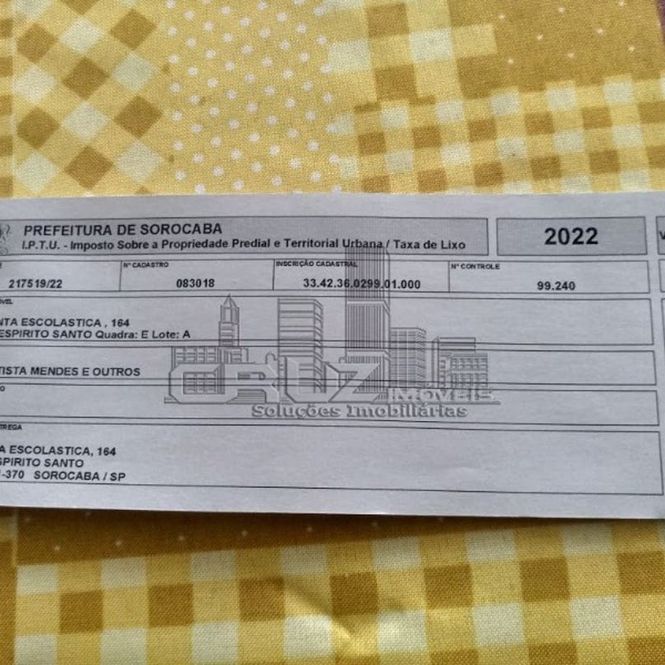 PREFEITURA DE SOROCABA
I.P.T.U. - Imposto Sobre a Propriedade Predial e Territorial Urbana / Taxa de Lixo
2022
Nº CADASTRO INSCRIÇÃO CADASTRAL Nº CONTROLE
217519/22 083018 33.42.36.0299.01.000 99.240
NTA ESCOLASTICA , 164
ESPIRITO SANTO Quadra: E Lote: A
TISTA MENDES E OUTROS
CRUZ IMÓVEIS
Soluções Imobiliárias
TREGA
A ESCOLASTICA, 164
SPIRITO SANTO
-370 SOROCABA / SP